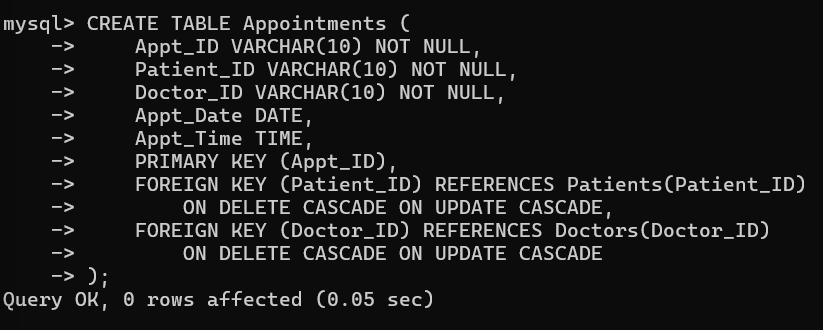 mysql> CREATE TABLE Appointments (
    ->     Appt_ID VARCHAR(10) NOT NULL,
    ->     Patient_ID VARCHAR(10) NOT NULL,
    ->     Doctor_ID VARCHAR(10) NOT NULL,
    ->     Appt_Date DATE,
    ->     Appt_Time TIME,
    ->     PRIMARY KEY (Appt_ID),
    ->     FOREIGN KEY (Patient_ID) REFERENCES Patients(Patient_ID)
    ->         ON DELETE CASCADE ON UPDATE CASCADE,
    ->     FOREIGN KEY (Doctor_ID) REFERENCES Doctors(Doctor_ID)
    ->         ON DELETE CASCADE ON UPDATE CASCADE
    -> );
Query OK, 0 rows affected (0.05 sec)